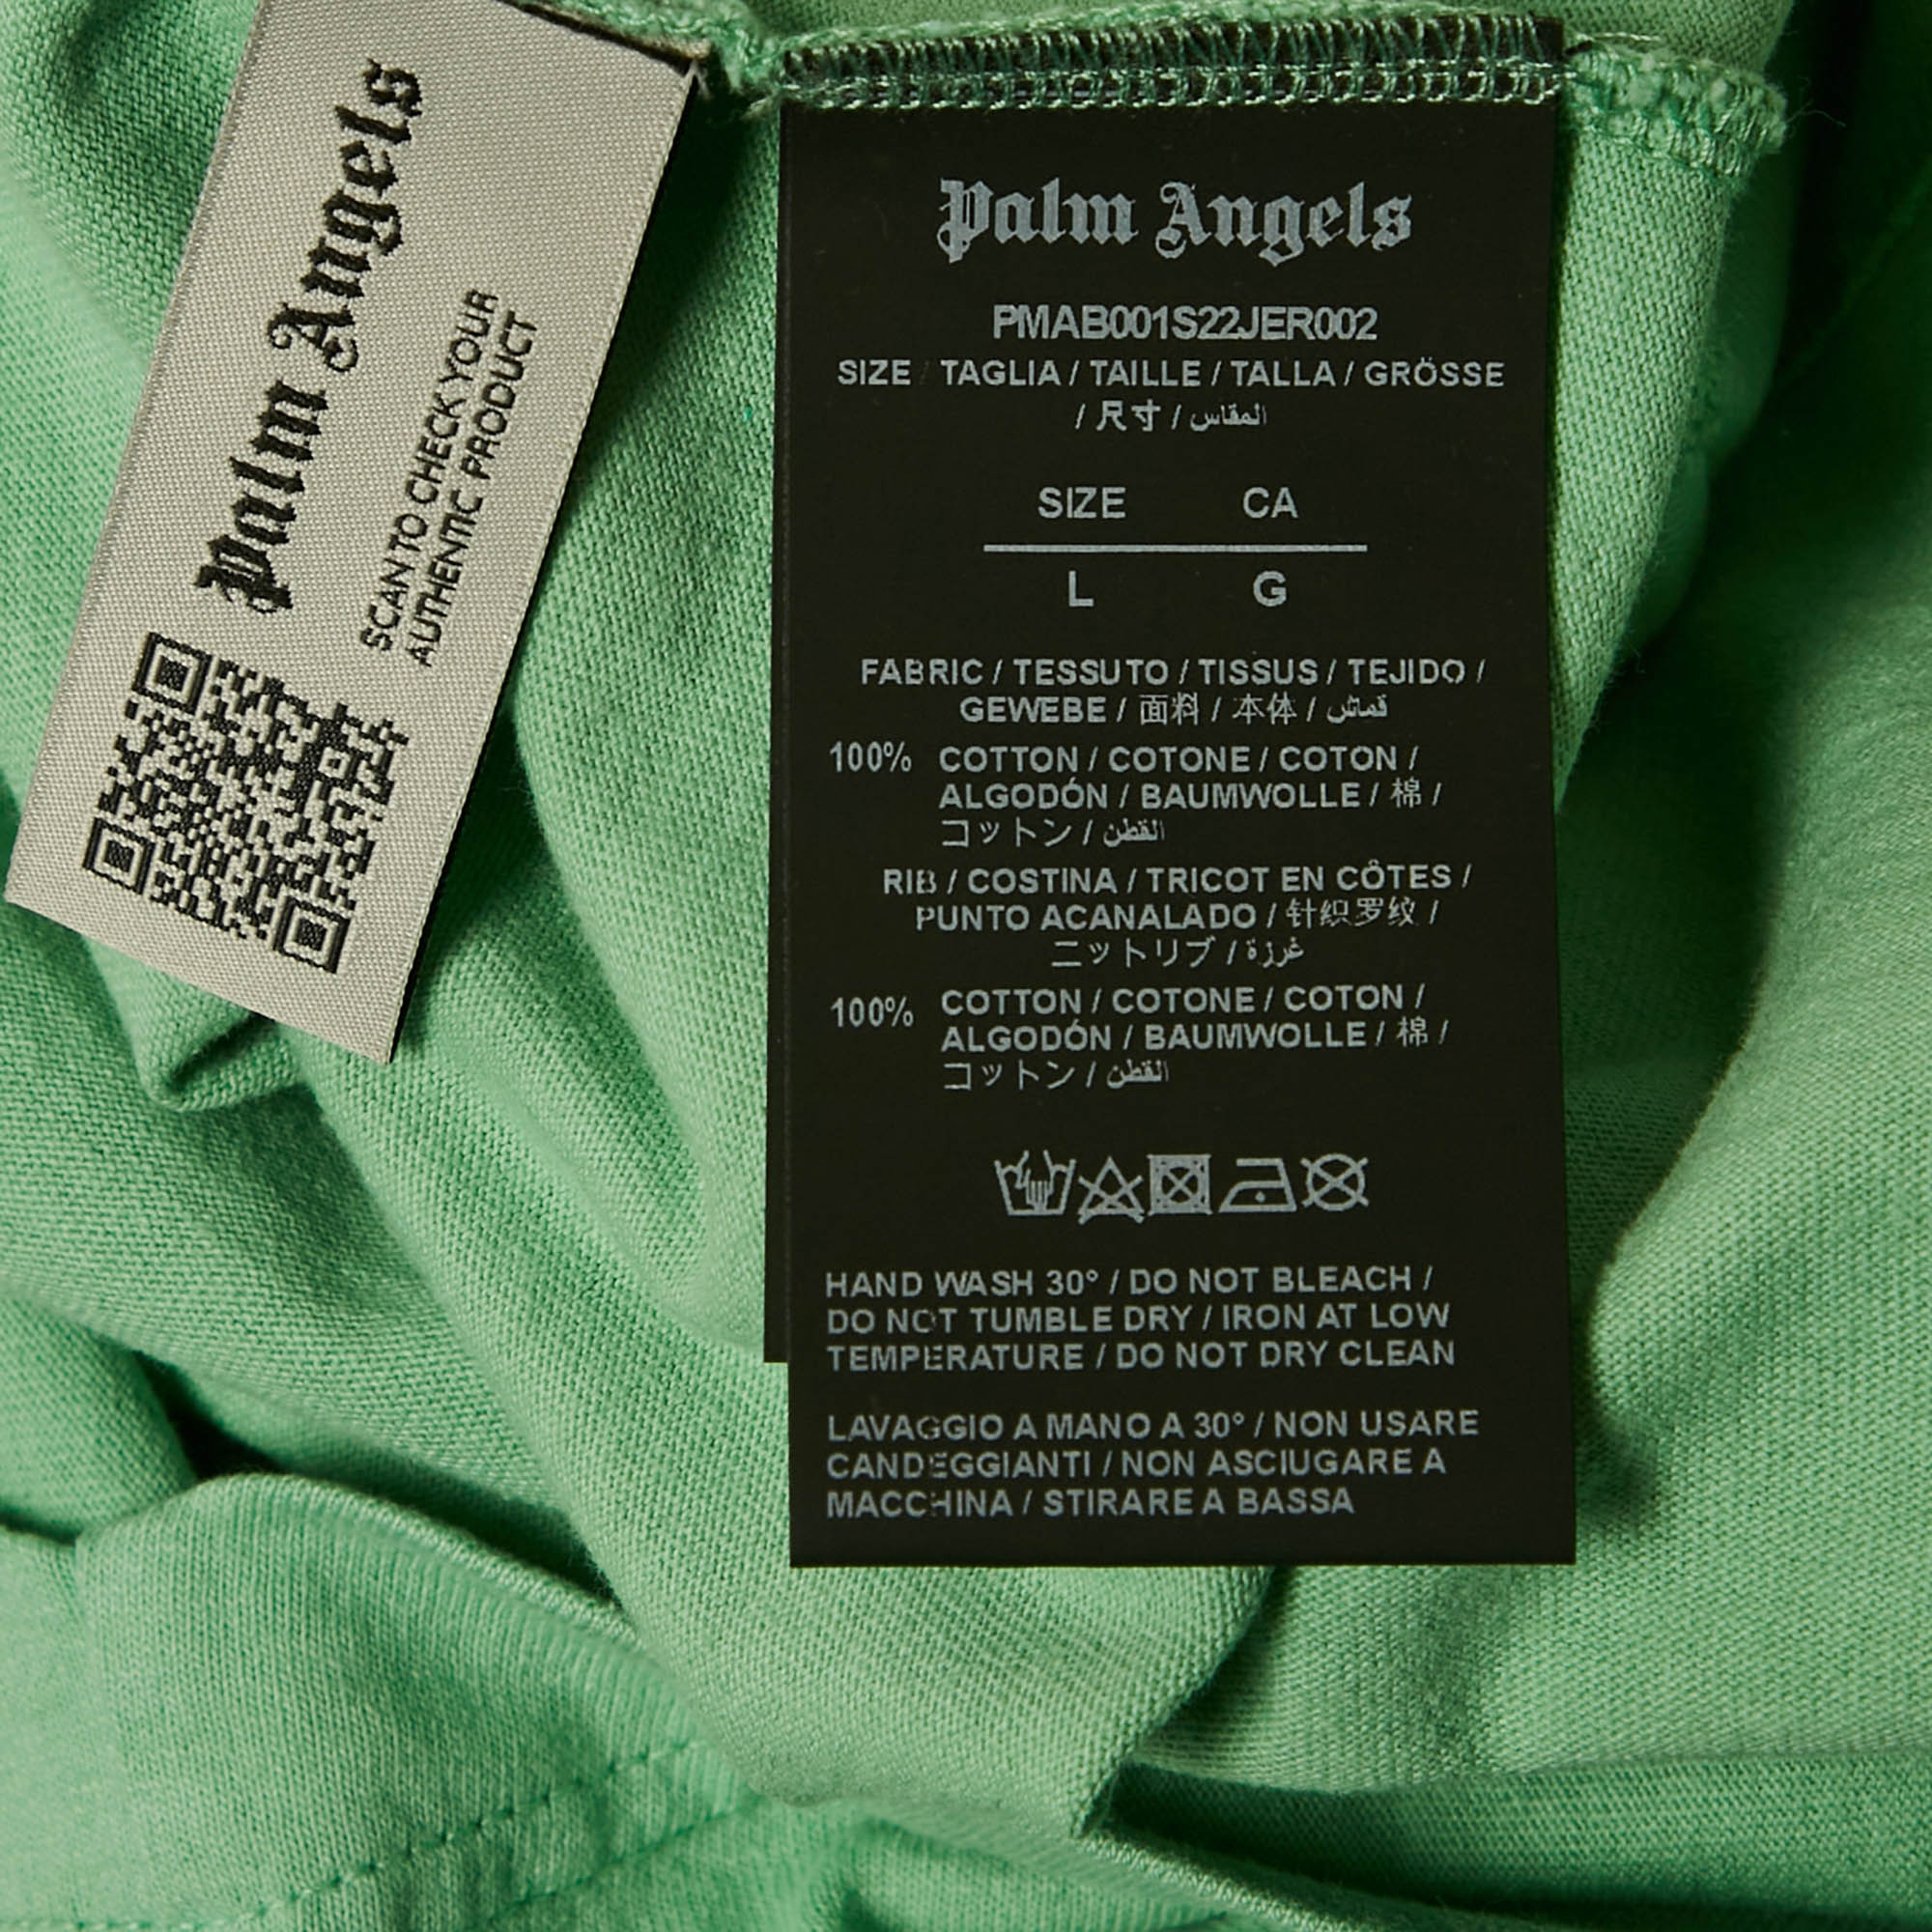 Palm Angels
SCAN TO CHECK YOUR
AUTHENTIC PRODUCT
Palm Angels
PMAB001S22JER002
SIZE / TAGLIA / TAILLE / TALLA / GRÖSSE
/ 尺寸 / المقاس
SIZE CA
L G
FABRIC / TESSUTO / TISSUS / TEJIDO /
GEWEBE / 面料 / 本体 / قماش
100% COTTON / COTONE / COTON /
ALGODÓN / BAUMWOLLE / 棉 /
コットン / القطن
RIB / COSTINA / TRICOT EN CÔTES /
PUNTO ACANALADO / 针织罗纹 /
ニットリブ / غرزة
100% COTTON / COTONE / COTON /
ALGODÓN / BAUMWOLLE / 棉 /
コットン / القطن
HAND WASH 30° / DO NOT BLEACH /
DO NOT TUMBLE DRY / IRON AT LOW
TEMPERATURE / DO NOT DRY CLEAN
LAVAGGIO A MANO A 30° / NON USARE
CANDEGGIANTI / NON ASCIUGARE A
MACCHINA / STIRARE A BASSA